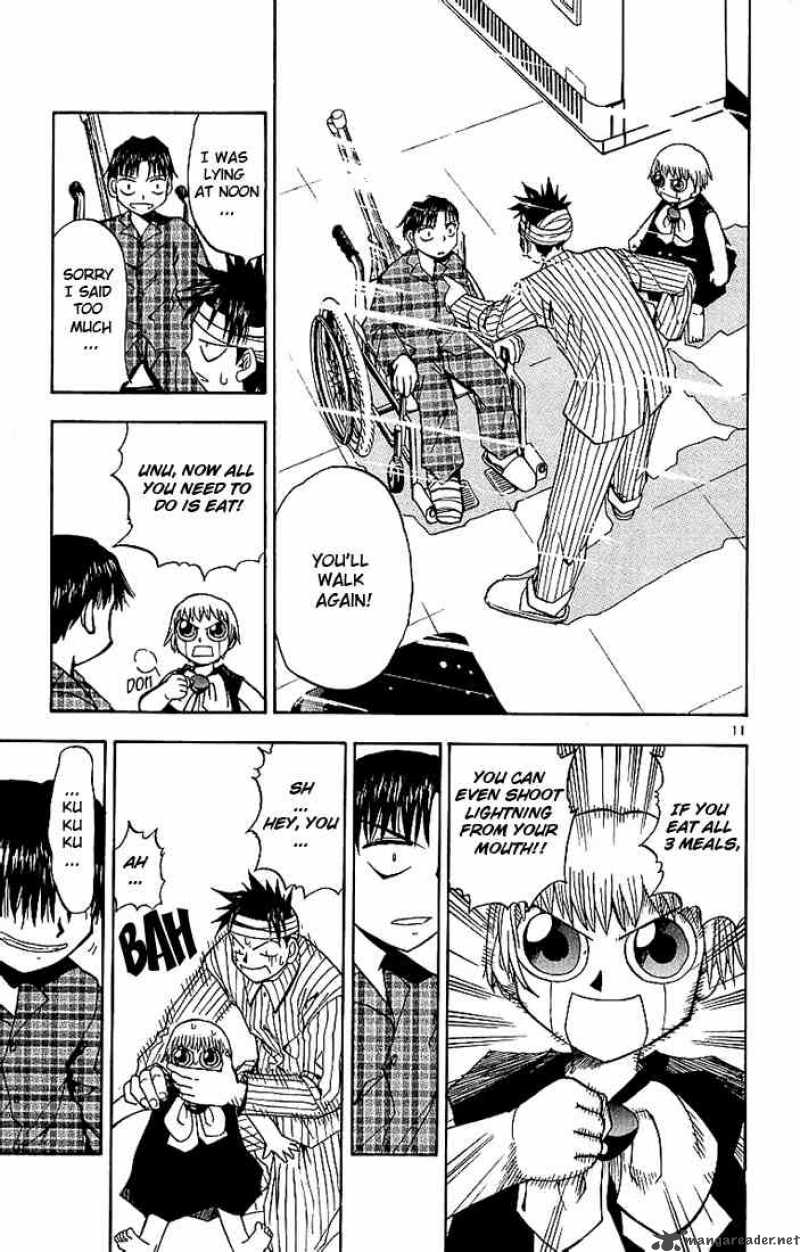 YOU'LL
WALK
AGAIN!
I WAS
LYING
AT NOON
...
SORRY
I SAID
TOO
MUCH
...
UNU, NOW ALL
YOU NEED TO
DO IS EAT!
DON
11
IF YOU
EAT ALL
3 MEALS,
YOU CAN
EVEN SHOOT
LIGHTNING
FROM YOUR
MOUTH!!
SH
...
HEY, YOU
...
AH
...
BAH
...
KU
KU
KU
...
mangareader.net